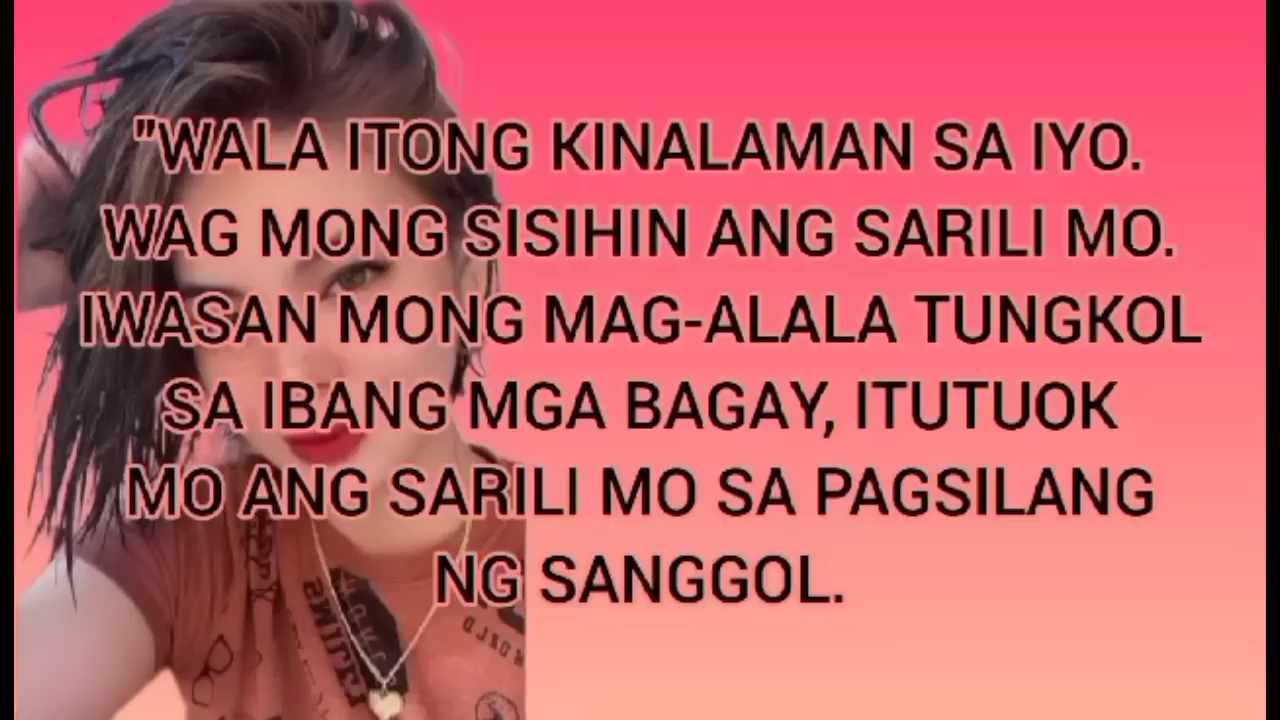 "WALA ITONG KINALAMAN SA IYO.
WAG MONG SISIHIN ANG SARILI MO.
IWASAN MONG MAG-ALALA TUNGKOL
SA IBANG MGA BAGAY, ITUTUOK
MO ANG SARILI MO SA PAGSILANG
NG SANGGOL.